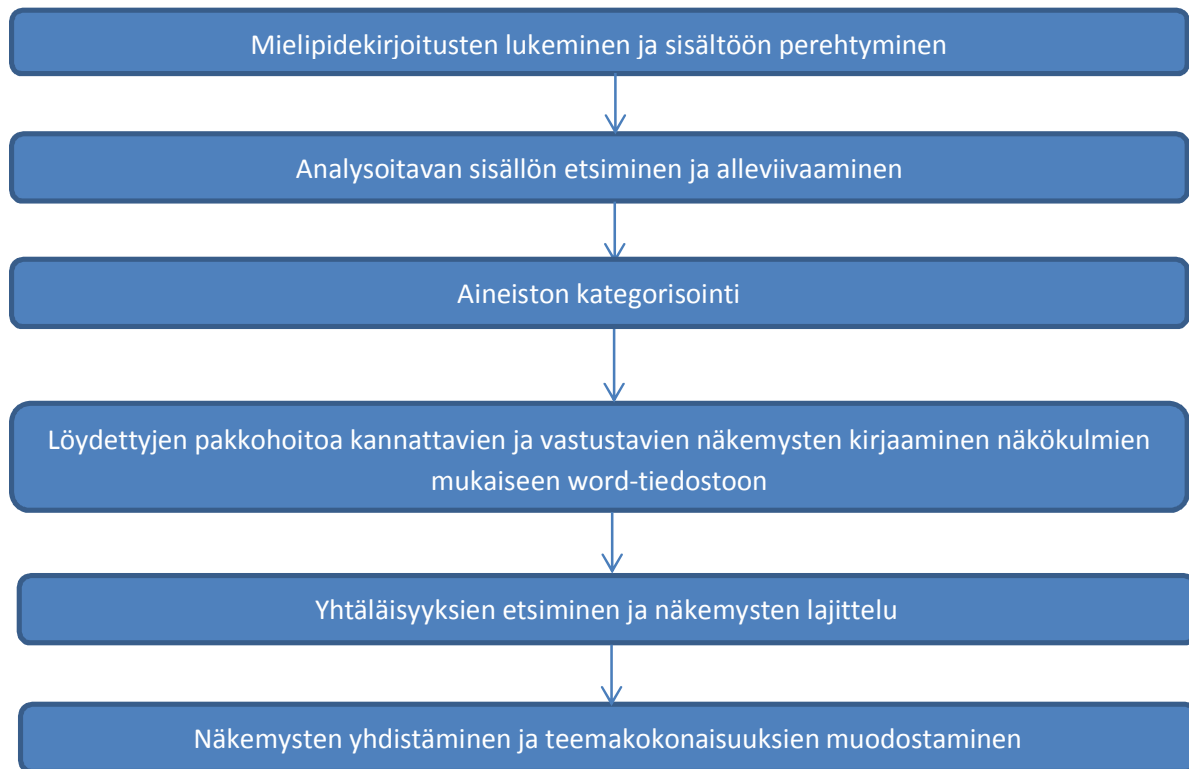 Mielipidekirjoitusten lukeminen ja sisältöön perehtyminen
Analysoitavan sisällön etsiminen ja alleviivaaminen
Aineiston kategorisointi
Löydettyjen pakkohoitoa kannattavien ja vastustavien näkemysten kirjaaminen näkökulmien
mukaiseen word-tiedostoon
Yhtäläisyyksien etsiminen ja näkemysten lajittelu
Näkemysten yhdistäminen ja teemakokonaisuuksien muodostaminen